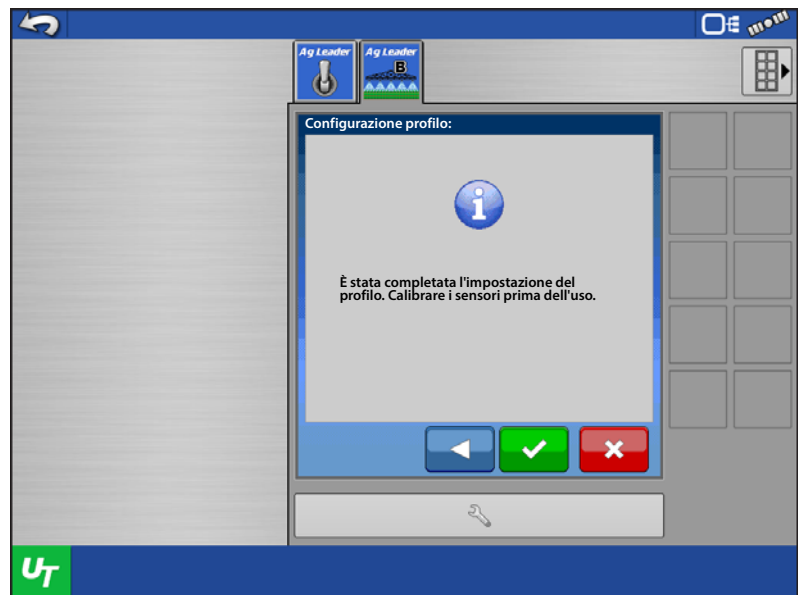 Ag Leader
Ag Leader
B
Configurazione profilo:
È stata completata l'impostazione del
profilo. Calibrare i sensori prima dell'uso.
UT